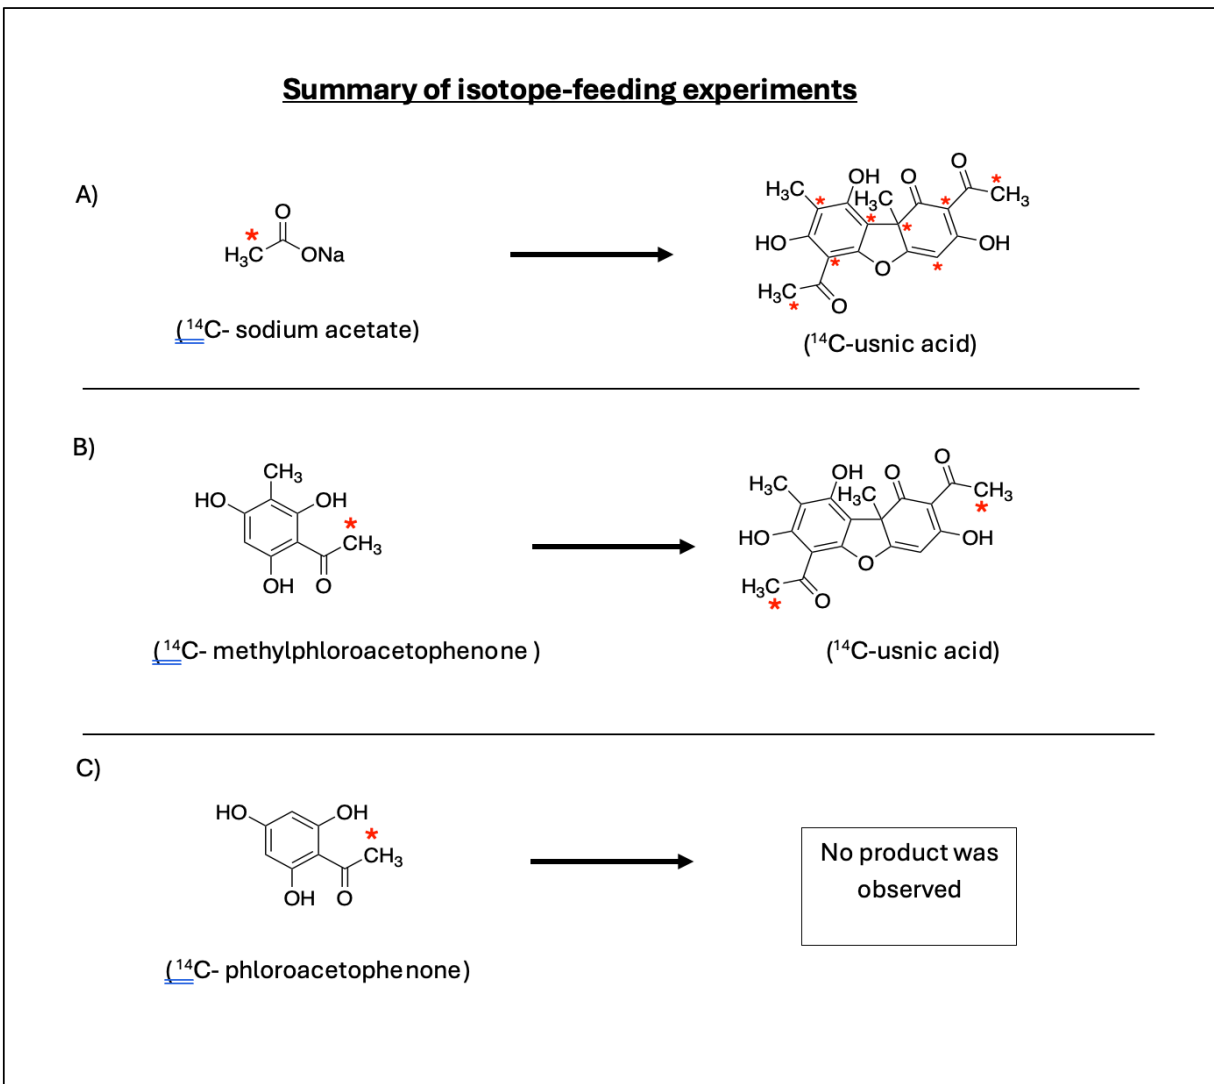 Summary of isotope-feeding experiments
A)
O
*
H₃C
ONa
(¹⁴C- sodium acetate)
O
OH
O
*
H₃C
*
H₃C
*
CH₃
*
*
HO
OH
*
O
*
H₃C
*
O
(¹⁴C-usnic acid)
B)
CH₃
HO
OH
*
CH₃
OH
O
(¹⁴C- methylphloroacetophenone )
O
OH
O
H₃C
H₃C
CH₃
*
HO
OH
O
H₃C
*
O
(¹⁴C-usnic acid)
C)
HO
OH
*
CH₃
OH
O
(¹⁴C- phloroacetophenone)
No product was
observed